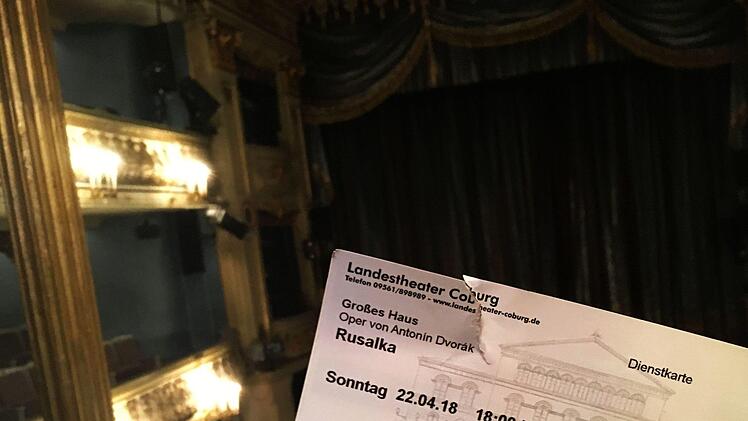 Landestheater Coburg
Telefon 09561/898989 - www.landestheater-coburg.de
Großes Haus
Oper von Antonín Dvorák
Rusalka
Dienstkarte
Sonntag 22.04.18